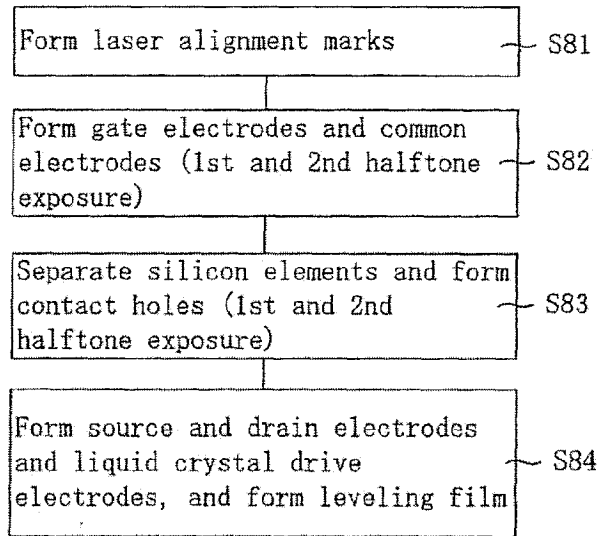 Form laser alignment marks
S81
Form gate electrodes and common
electrodes (1st and 2nd halftone
exposure)
S82
Separate silicon elements and form
contact holes (1st and 2nd
halftone exposure)
S83
Form source and drain electrodes
and liquid crystal drive
electrodes, and form leveling film
S84